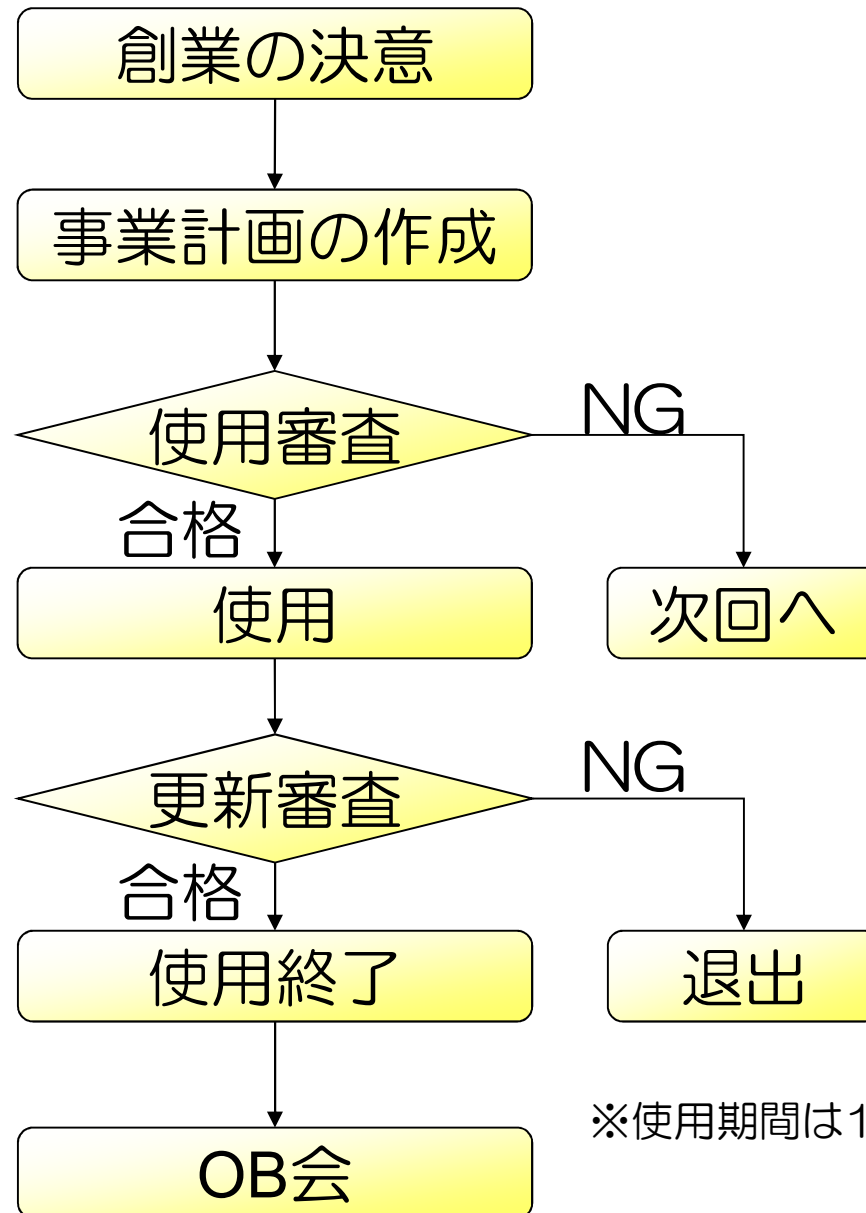 創業の決意
事業計画の作成
使用審査
NG
合格
使用
次回へ
更新審査
NG
合格
使用終了
退出
※使用期間は1
OB会